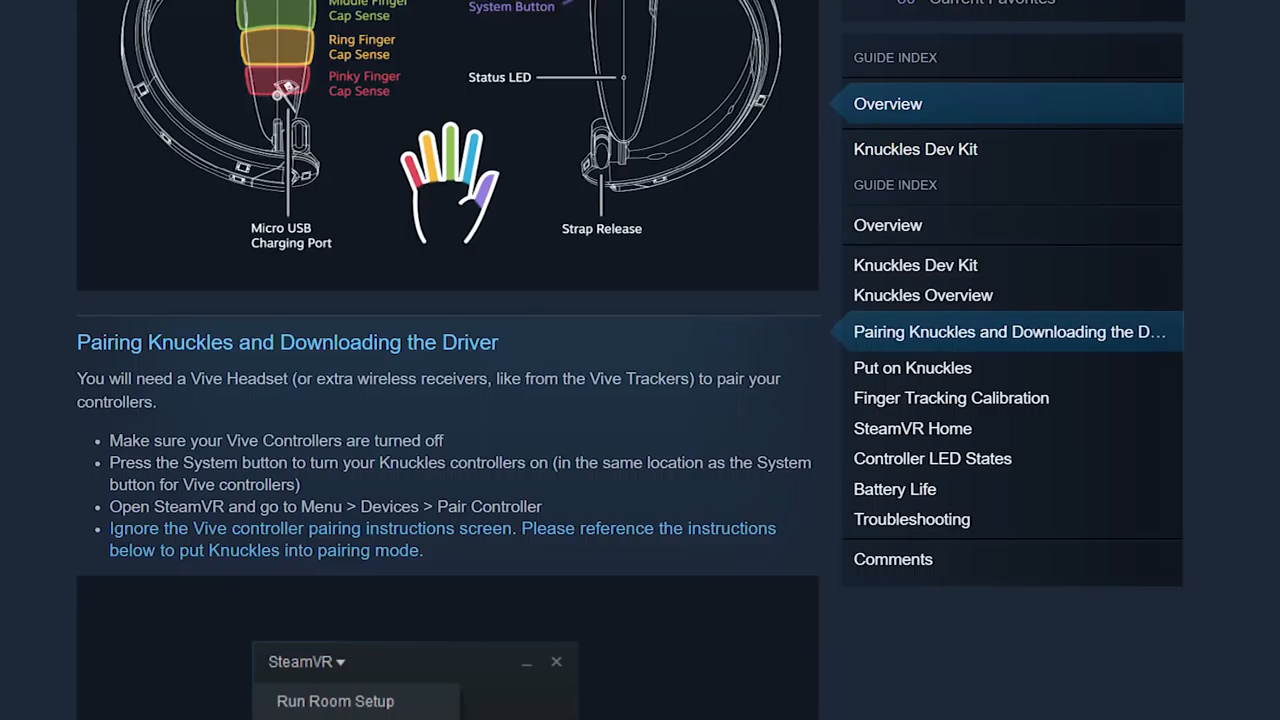 Middle Finger
Cap Sense
Ring Finger
Cap Sense
Pinky Finger
Cap Sense
System Button
Status LED
Micro USB
Charging Port
Strap Release
Pairing Knuckles and Downloading the Driver
You will need a Vive Headset (or extra wireless receivers, like from the Vive Trackers) to pair your
controllers.
Make sure your Vive Controllers are turned off
Press the System button to turn your Knuckles controllers on (in the same location as the System
button for Vive controllers)
Open SteamVR and go to Menu > Devices > Pair Controller
Ignore the Vive controller pairing instructions screen. Please reference the instructions
below to put Knuckles into pairing mode.
SteamVR
Run Room Setup
Current Favorites
GUIDE INDEX
Overview
Knuckles Dev Kit
GUIDE INDEX
Overview
Knuckles Dev Kit
Knuckles Overview
Pairing Knuckles and Downloading the D…
Put on Knuckles
Finger Tracking Calibration
SteamVR Home
Controller LED States
Battery Life
Troubleshooting
Comments